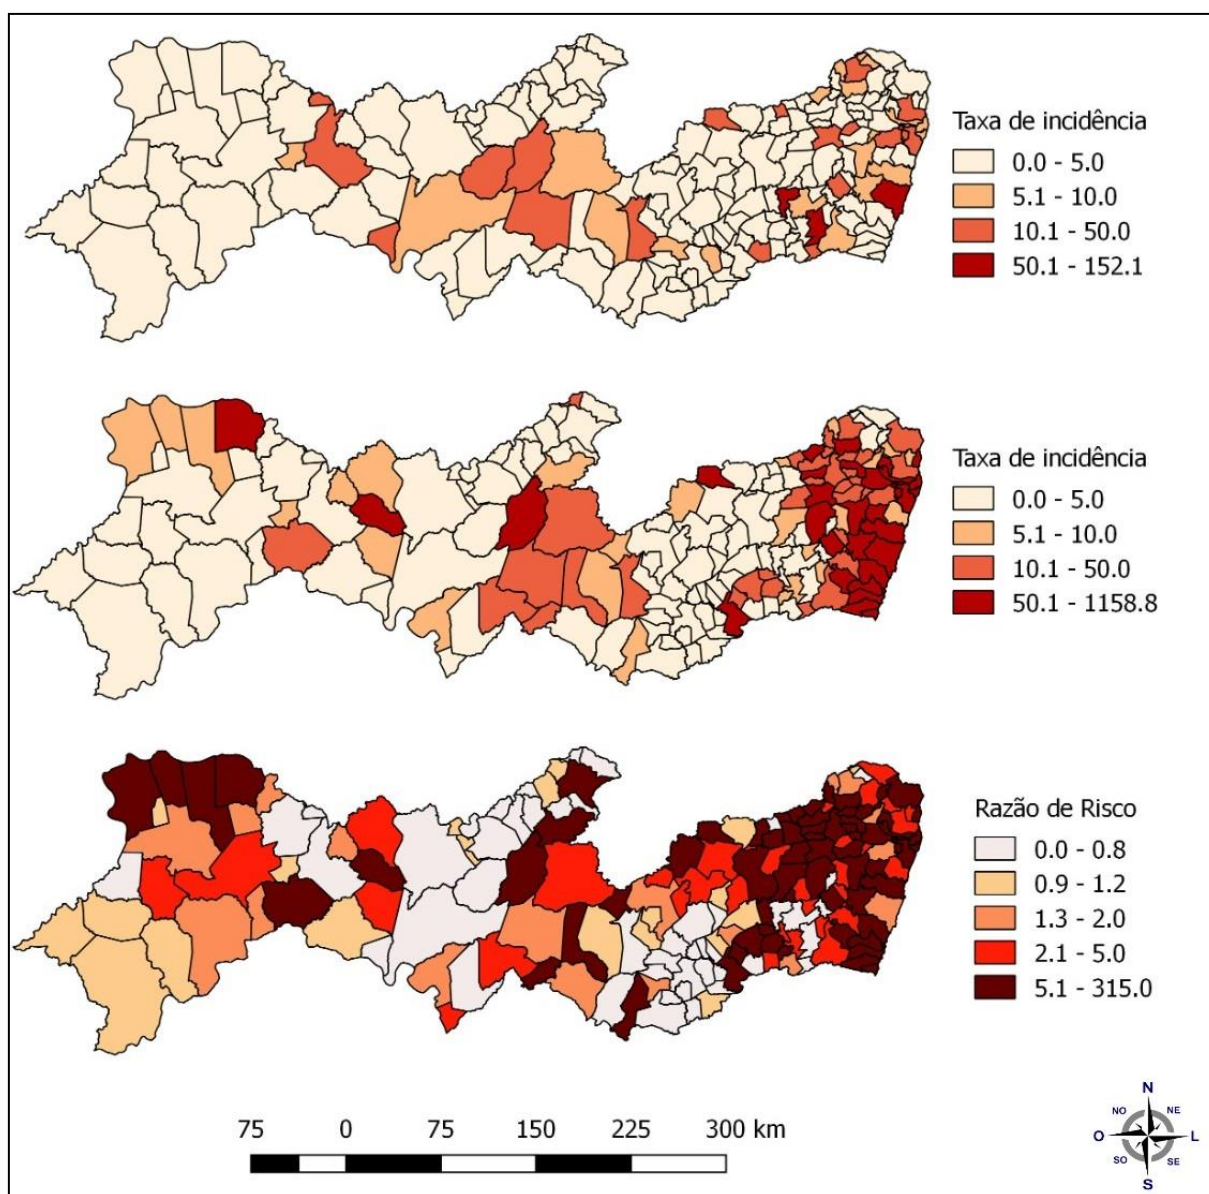 Taxa de incidência
0.0 - 5.0
5.1 - 10.0
10.1 - 50.0
50.1 - 152.1
Taxa de incidência
0.0 - 5.0
5.1 - 10.0
10.1 - 50.0
50.1 - 1158.8
Razão de Risco
0.0 - 0.8
0.9 - 1.2
1.3 - 2.0
2.1 - 5.0
5.1 - 315.0
75 0 75 150 225 300 km
N
NO NE
O L
SO SE
S